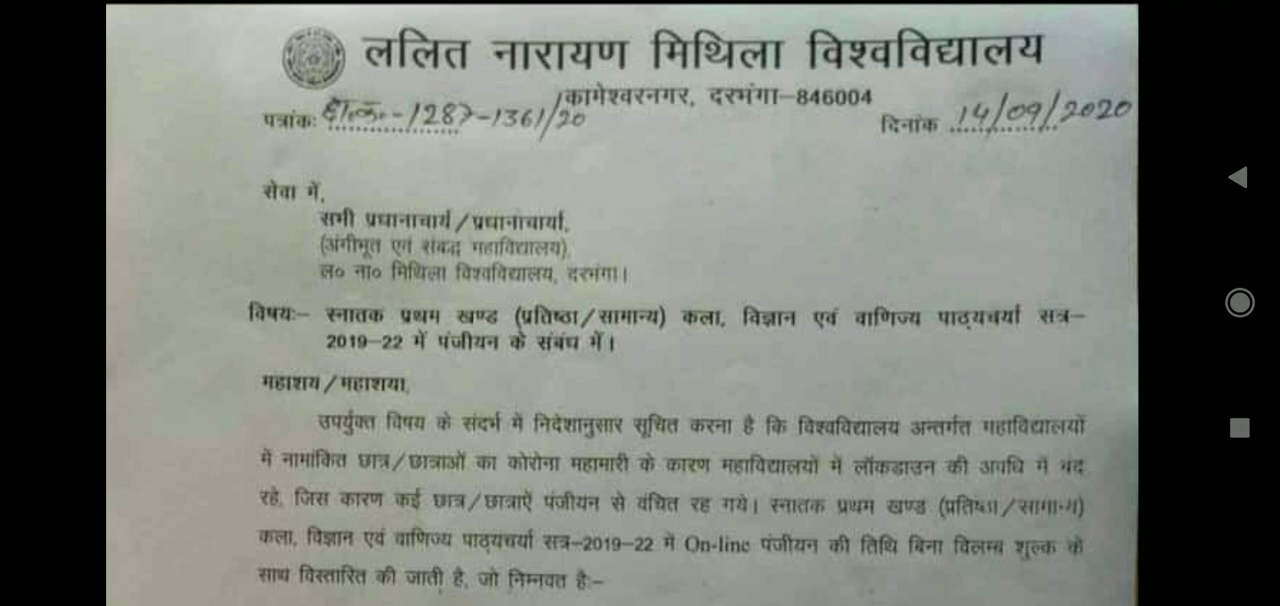 ललित नारायण मिथिला विश्वविद्यालय
कामेश्वरनगर, दरभंगा-846004
पत्रांकः -1287-1361/20
दिनांक 14/09/2020
सेवा में,
सभी प्रधानाचार्य/प्रधानाचार्या,
(अंगीभूत एवं संबद्ध महाविद्यालय),
ल० ना० मिथिला विश्वविद्यालय, दरभंगा।
विषयः- स्नातक प्रथम खण्ड (प्रतिष्ठा/सामान्य) कला, विज्ञान एवं वाणिज्य पाठ्यचर्या सत्र-
2019-22 में पंजीयन के संबंध में।
महाशय/महाशया,
उपर्युक्त विषय के संदर्भ में निदेशानुसार सूचित करना है कि विश्वविद्यालय अन्तर्गत महाविद्यालयों
में नामांकित छात्र/छात्राओं का कोरोना महामारी के कारण महाविद्यालयों में लॉकडाउन की अवधि में बंद
रहे, जिस कारण कई छात्र/छात्राऐं पंजीयन से वंचित रह गये। स्नातक प्रथम खण्ड (प्रतिष्ठा/सामान्य)
कला, विज्ञान एवं वाणिज्य पाठ्यचर्या सत्र-2019-22 में On-line पंजीयन की तिथि बिना विलम्ब शुल्क के
साथ विस्तारित की जाती है, जो निम्नवत है:-